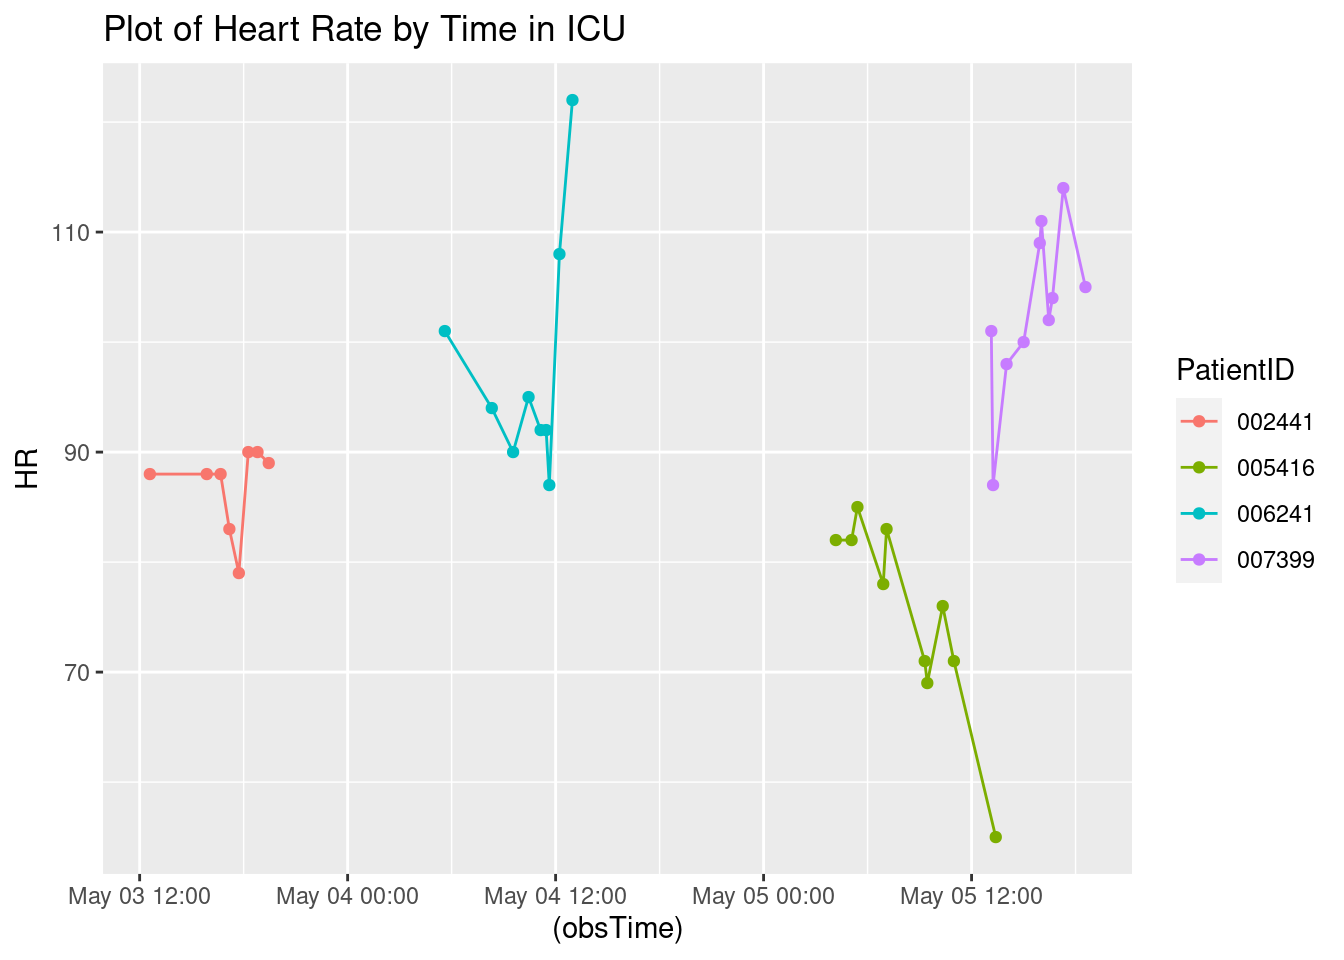 Plot of Heart Rate by Time in ICU
HR
110
90
70
May 03 12:00
May 04 00:00
May 04 12:00
May 05 00:00
May 05 12:00
(obsTime)
PatientID
002441
005416
006241
007399